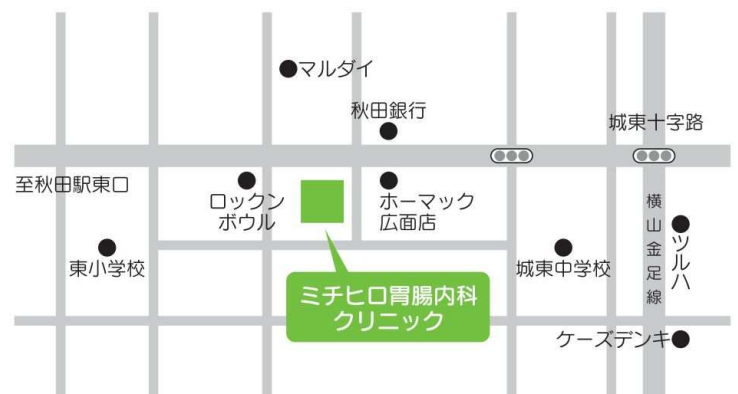 マルダイ
秋田銀行
城東十字路
至秋田駅東口
ロックン
ボウル
ホーマック
広面店
横山金足線
ツルハ
東小学校
城東中学校
ミチヒロ胃腸内科
クリニック
ケーズデンキ